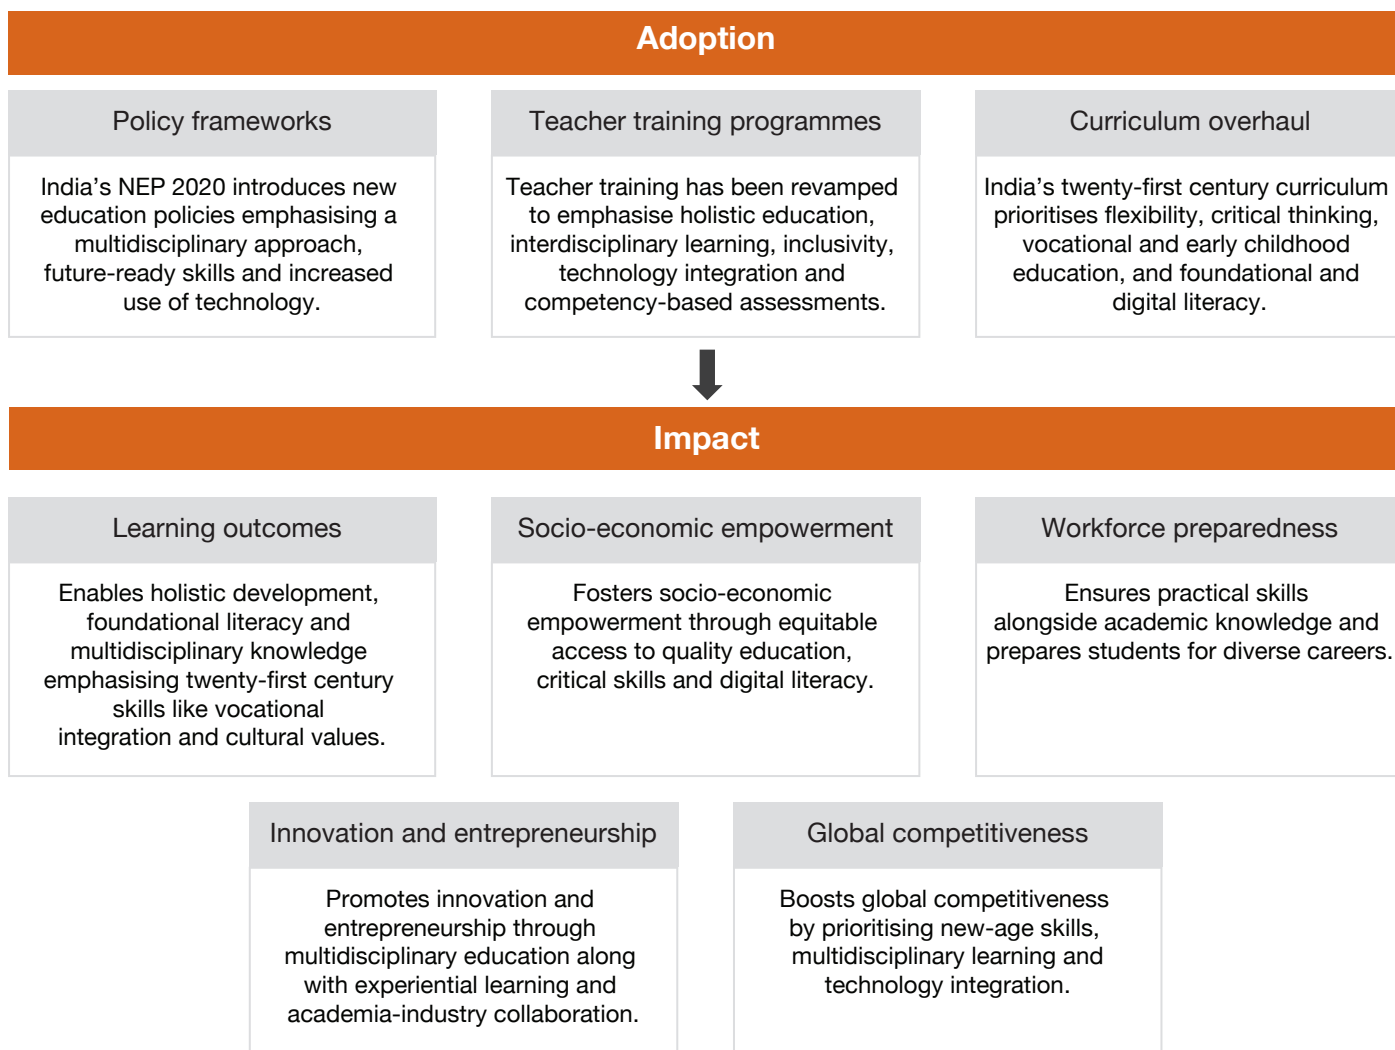 Adoption
Policy frameworks
India’s NEP 2020 introduces new
education policies emphasising a
multidisciplinary approach,
future-ready skills and increased
use of technology.
Teacher training programmes
Teacher training has been revamped
to emphasise holistic education,
interdisciplinary learning, inclusivity,
technology integration and
competency-based assessments.
Curriculum overhaul
India’s twenty-first century curriculum
prioritises flexibility, critical thinking,
vocational and early childhood
education, and foundational and
digital literacy.
Impact
Learning outcomes
Enables holistic development,
foundational literacy and
multidisciplinary knowledge
emphasising twenty-first century
skills like vocational
integration and cultural values.
Socio-economic empowerment
Fosters socio-economic
empowerment through equitable
access to quality education,
critical skills and digital literacy.
Workforce preparedness
Ensures practical skills
alongside academic knowledge and
prepares students for diverse careers.
Innovation and entrepreneurship
Promotes innovation and
entrepreneurship through
multidisciplinary education along
with experiential learning and
academia-industry collaboration.
Global competitiveness
Boosts global competitiveness
by prioritising new-age skills,
multidisciplinary learning and
technology integration.